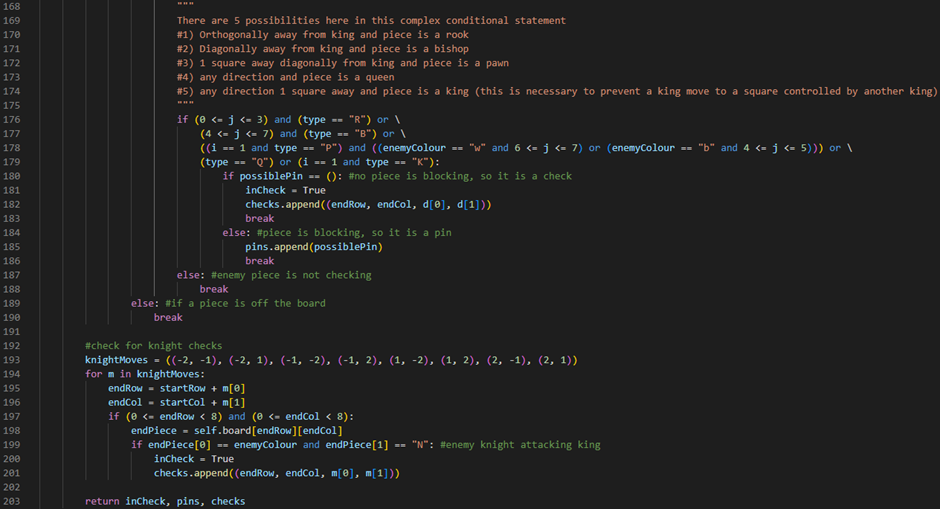 168 """
169 There are 5 possibilities here in this complex conditional statement
170 #1) Orthogonally away from king and piece is a rook
171 #2) Diagonally away from king and piece is a bishop
172 #3) 1 square away diagonally from king and piece is a pawn
173 #4) any direction and piece is a queen
174 #5) any direction 1 square away and piece is a king (this is necessary to prevent a king move to a square controlled by another king)
175 """
176 if (0 <= j <= 3) and (type == "R") or \
177 (4 <= j <= 7) and (type == "B") or \
178 ((i == 1 and type == "P") and ((enemyColour == "w" and 6 <= j <= 7) or (enemyColour == "b" and 4 <= j <= 5))) or \
179 (type == "Q") or (i == 1 and type == "K"):
180 if possiblePin == (): #no piece is blocking, so it is a check
181 inCheck = True
182 checks.append((endRow, endCol, d[0], d[1]))
183 break
184 else: #piece is blocking, so it is a pin
185 pins.append(possiblePin)
186 break
187 else: #enemy piece is not checking
188 break
189 else: #if a piece is off the board
190 break
191
192 #check for knight checks
193 knightMoves = ((-2, -1), (-2, 1), (-1, -2), (-1, 2), (1, -2), (1, 2), (2, -1), (2, 1))
194 for m in knightMoves:
195 endRow = startRow + m[0]
196 endCol = startCol + m[1]
197 if (0 <= endRow < 8) and (0 <= endCol < 8):
198 endPiece = self.board[endRow][endCol]
199 if endPiece[0] == enemyColour and endPiece[1] == "N": #enemy knight attacking king
200 inCheck = True
201 checks.append((endRow, endCol, m[0], m[1]))
202
203 return inCheck, pins, checks